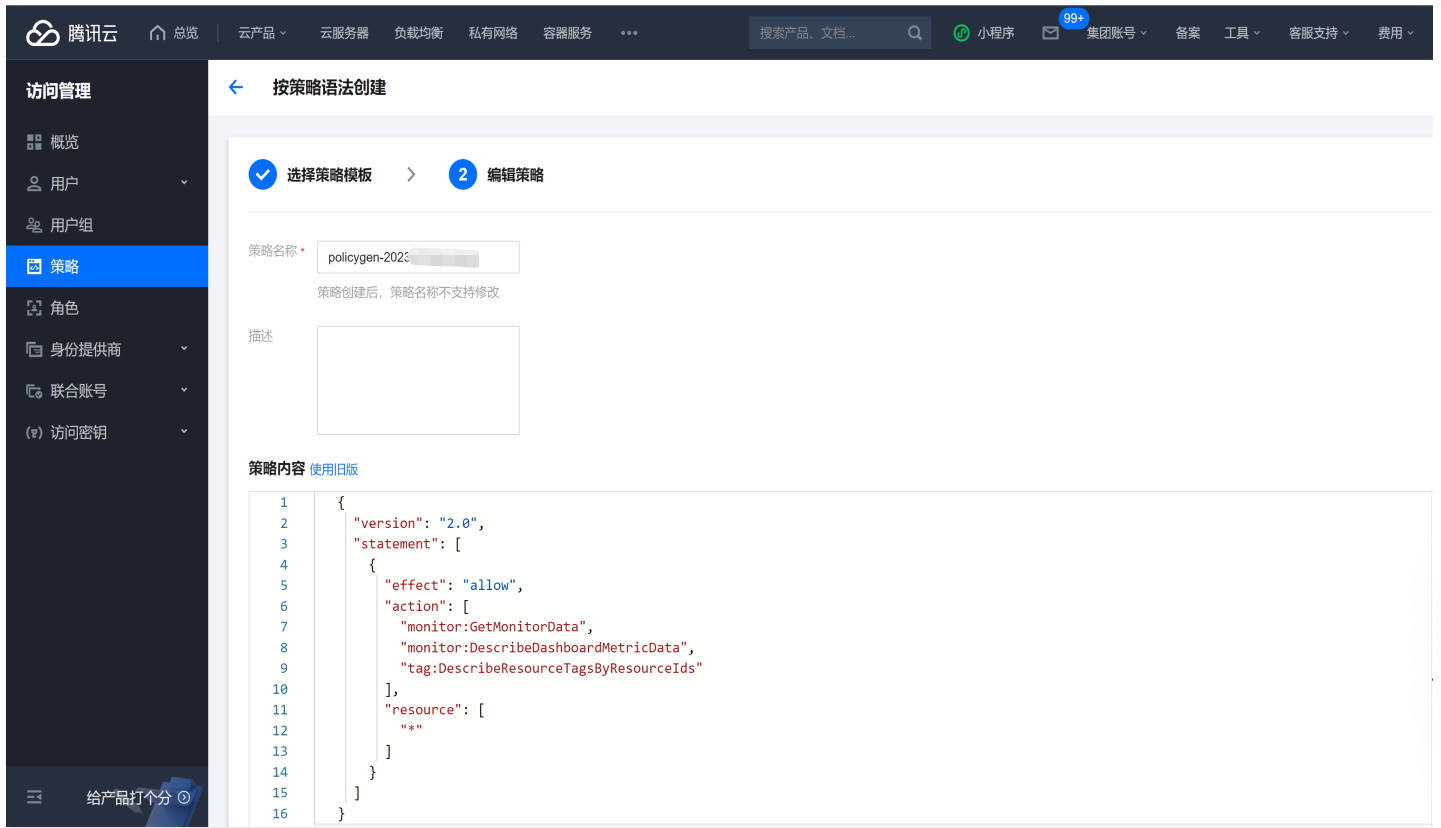 腾讯云 总览 云产品 云服务器 负载均衡 私有网络 容器服务 ••• 搜索产品、文档... 小程序 99+ 集团账号 备案 工具 客服支持 费用
访问管理
概览
用户
用户组
策略
角色
身份提供商
联合账号
访问密钥
给产品打个分
按策略语法创建
选择策略模板 2 编辑策略
策略名称 * policygen-2023
策略创建后，策略名称不支持修改
描述
策略内容 使用旧版
1 {
2 "version": "2.0",
3 "statement": [
4 {
5 "effect": "allow",
6 "action": [
7 "monitor:GetMonitorData",
8 "monitor:DescribeDashboardMetricData",
9 "tag:DescribeResourceTagsByResourceIds"
10 ],
11 "resource": [
12 "*"
13 ]
14 }
15 ]
16 }